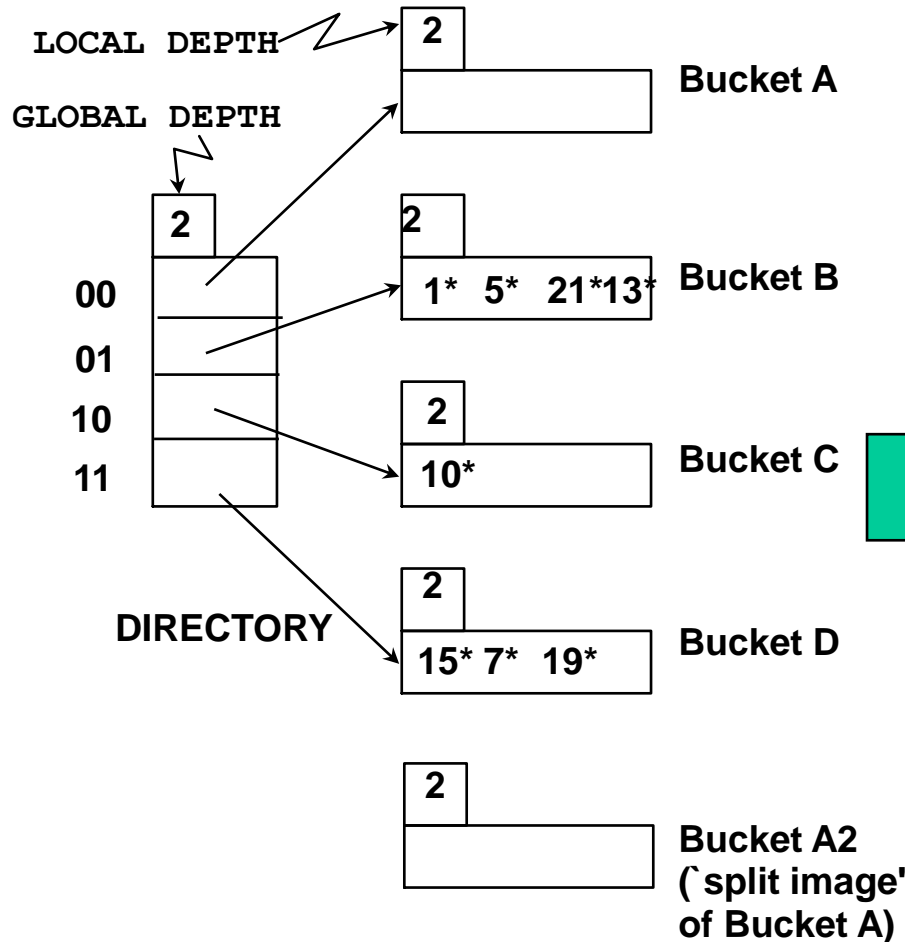 LOCAL DEPTH
2
Bucket A
GLOBAL DEPTH
2
2
00
1* 5* 21*13*
Bucket B
01
10
2
11
10*
Bucket C
2
DIRECTORY
15* 7* 19*
Bucket D
2
Bucket A2
(`split image'
of Bucket A)